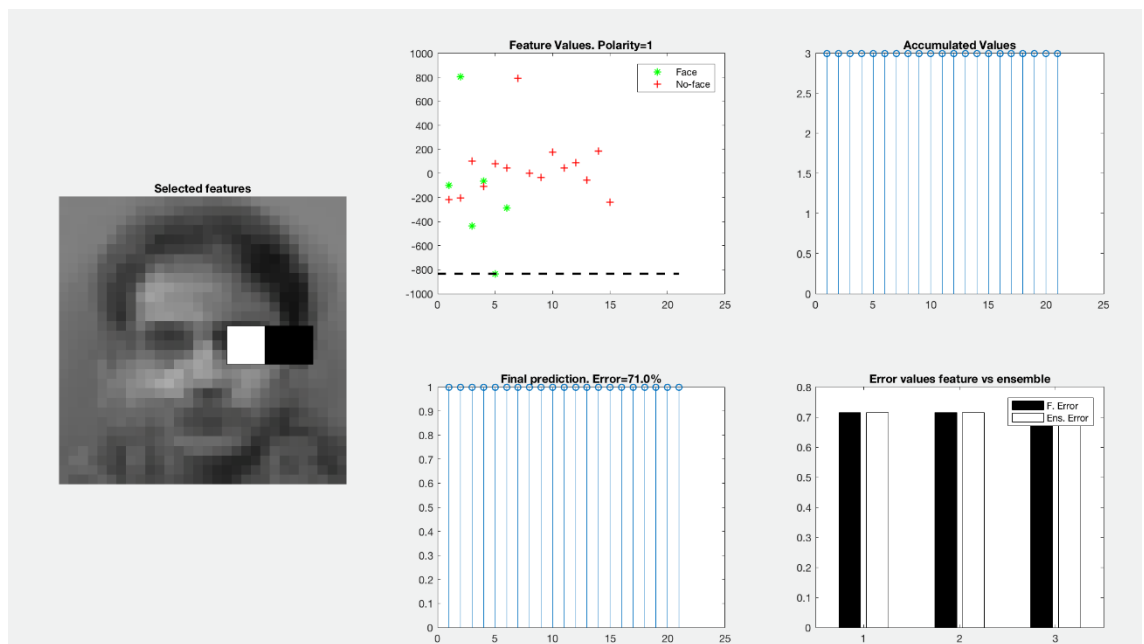 Selected features
Feature Values. Polarity=1
Face
No-face
1000
800
600
400
200
0
-200
-400
-600
-800
-1000
0 5 10 15 20 25
Accumulated Values
3
2.5
2
1.5
1
0.5
0
0 5 10 15 20 25
Final prediction. Error=71.0%
1
0.9
0.8
0.7
0.6
0.5
0.4
0.3
0.2
0.1
0
0 5 10 15 20 25
Error values feature vs ensemble
F. Error
Ens. Error
0.8
0.7
0.6
0.5
0.4
0.3
0.2
0.1
0
1 2 3